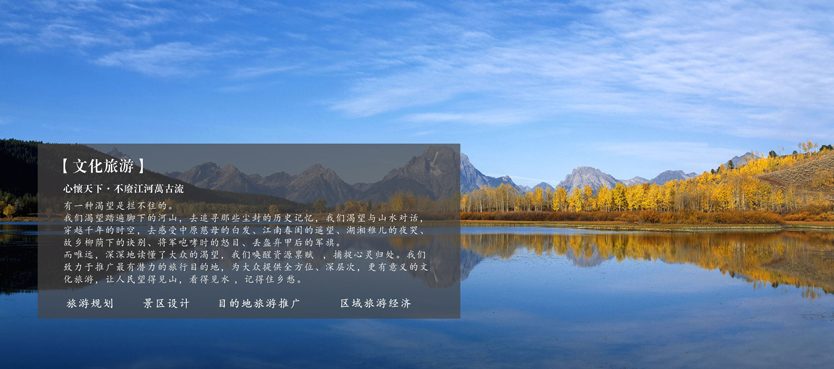 【文化旅游】
心懷天下·不廢江河萬古流
有一种渴望是拦不住的。
我们渴望踏遍脚下的河山,去追寻那些尘封的历史记忆,我们渴望与山水对话,
穿越千年的时空,去感受中原慈母的白发、江南春闺的遥望、湖湘稚儿的夜哭、
故乡柳荫下的诀别、将军咆哮时的怒目、丢盔弃甲后的军旗。
而唯远,深深地读懂了大众的渴望,我们唤醒资源禀赋 ,捕捉心灵归处。我们
致力于推广最有潜力的旅行目的地,为大众提供全方位、深层次,更有意义的文
化旅游,让人民望得见山,看得见水 ,记得住乡愁。
旅游规划 景区设计 目的地旅游推广 区域旅游经济